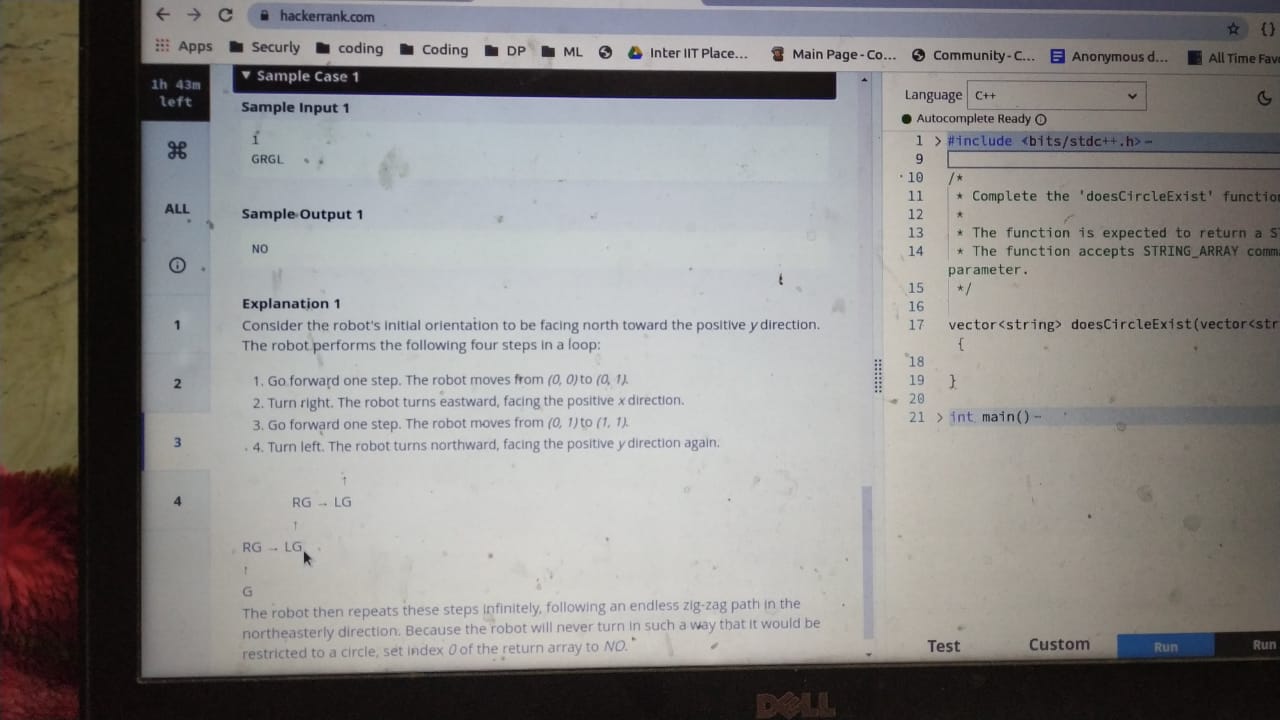 hackerrank.com
Apps Securly coding Coding DP ML Inter IIT Place... Main Page - Co... Community - C... Anonymous d... All Time Fav
1h 43m
left
ALL
1
2
3
4
▼ Sample Case 1
Sample Input 1
1
GRGL
Sample Output 1
NO
Explanation 1
Consider the robot's initial orientation to be facing north toward the positive y direction.
The robot performs the following four steps in a loop:
1. Go forward one step. The robot moves from (0, 0) to (0, 1).
2. Turn right. The robot turns eastward, facing the positive x direction.
3. Go forward one step. The robot moves from (0, 1) to (1, 1).
4. Turn left. The robot turns northward, facing the positive y direction again.
↑
RG → LG
↑
RG → LG
↑
G
The robot then repeats these steps infinitely, following an endless zig-zag path in the
northeasterly direction. Because the robot will never turn in such a way that it would be
restricted to a circle, set index 0 of the return array to NO.
Language C++
Autocomplete Ready
1 > #include <bits/stdc++.h>
9
10 /*
11 * Complete the 'doesCircleExist' functio
12 *
13 * The function is expected to return a S
14 * The function accepts STRING_ARRAY comm
parameter.
15 */
16
17 vector<string> doesCircleExist(vector<str
{
18
19 }
20
21 > int main()
Test Custom Run Run
DELL